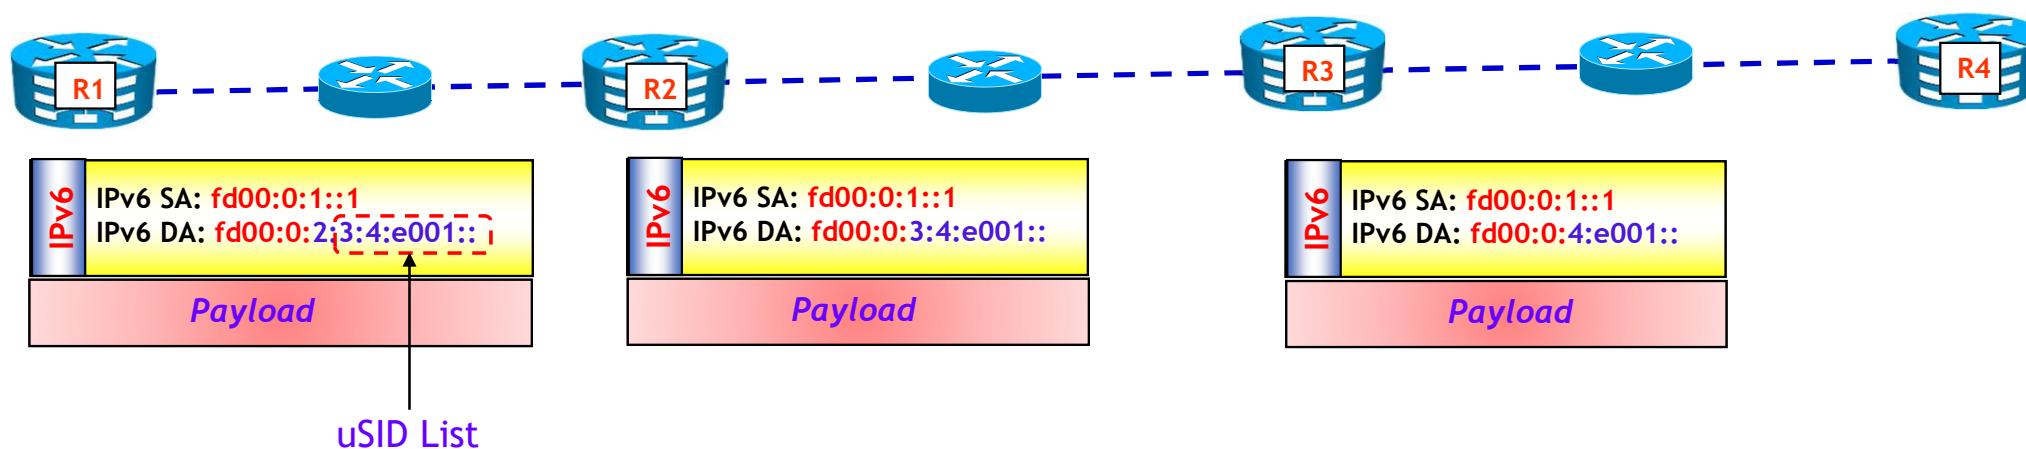 R1
R2
R3
R4
IPv6
IPv6 SA: fd00:0:1::1
IPv6 DA: fd00:0:2:3:4:e001::
Payload
uSID List
IPv6
IPv6 SA: fd00:0:1::1
IPv6 DA: fd00:0:3:4:e001::
Payload
IPv6
IPv6 SA: fd00:0:1::1
IPv6 DA: fd00:0:4:e001::
Payload